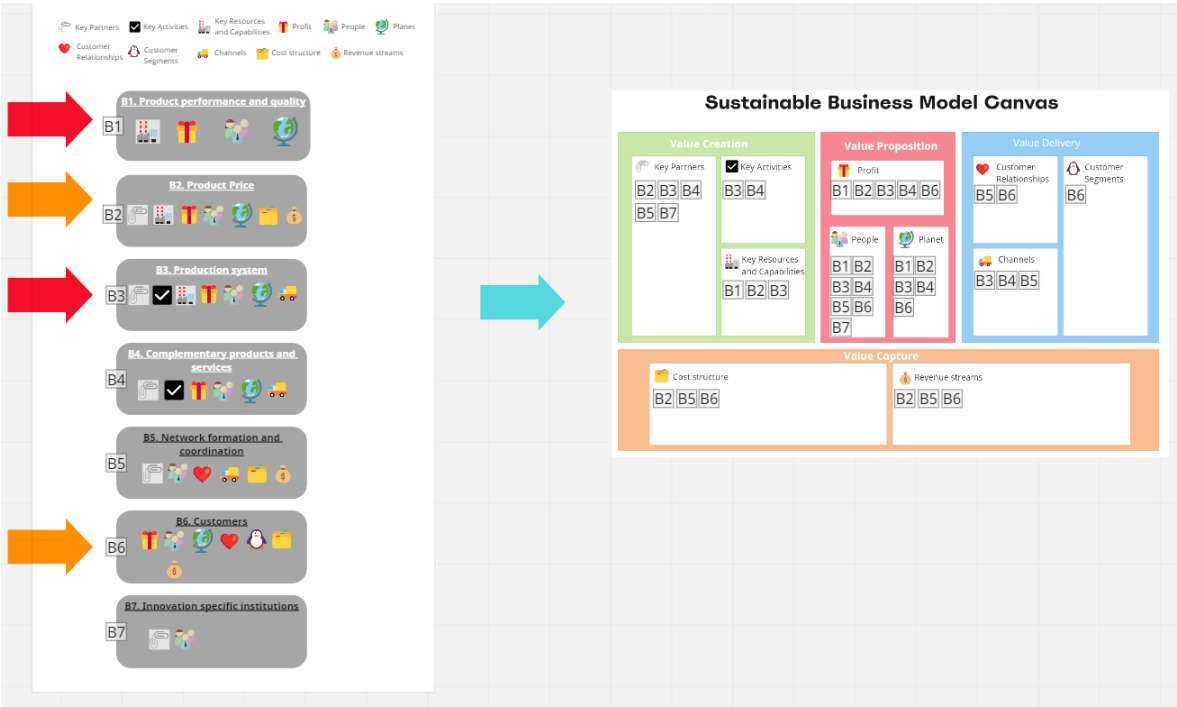 Key Partners
Key Activities
Key Resources
and Capabilities
Profit
People
Planet
Customer
Relationships
Customer
Segments
Channels
Cost structure
Revenue streams
B1. Product performance and quality
B1
B2. Product Price
B2
B3. Production system
B3
B4. Complementary products and
services
B4
B5. Network formation and
coordination
B5
B6. Customers
B6
B7. Innovation specific institutions
B7
Sustainable Business Model Canvas
Value Creation
Key Partners
B2 B3 B4
B5 B7
Key Activities
B3 B4
Key Resources
and Capabilities
B1 B2 B3
Value Proposition
Profit
B1 B2 B3 B4 B6
People
B1 B2
B3 B4
B5 B6
B7
Planet
B1 B2
B3 B4
B6
Value Delivery
Customer
Relationships
B5 B6
Customer
Segments
B6
Channels
B3 B4 B5
Value Capture
Cost structure
B2 B5 B6
Revenue streams
B2 B5 B6